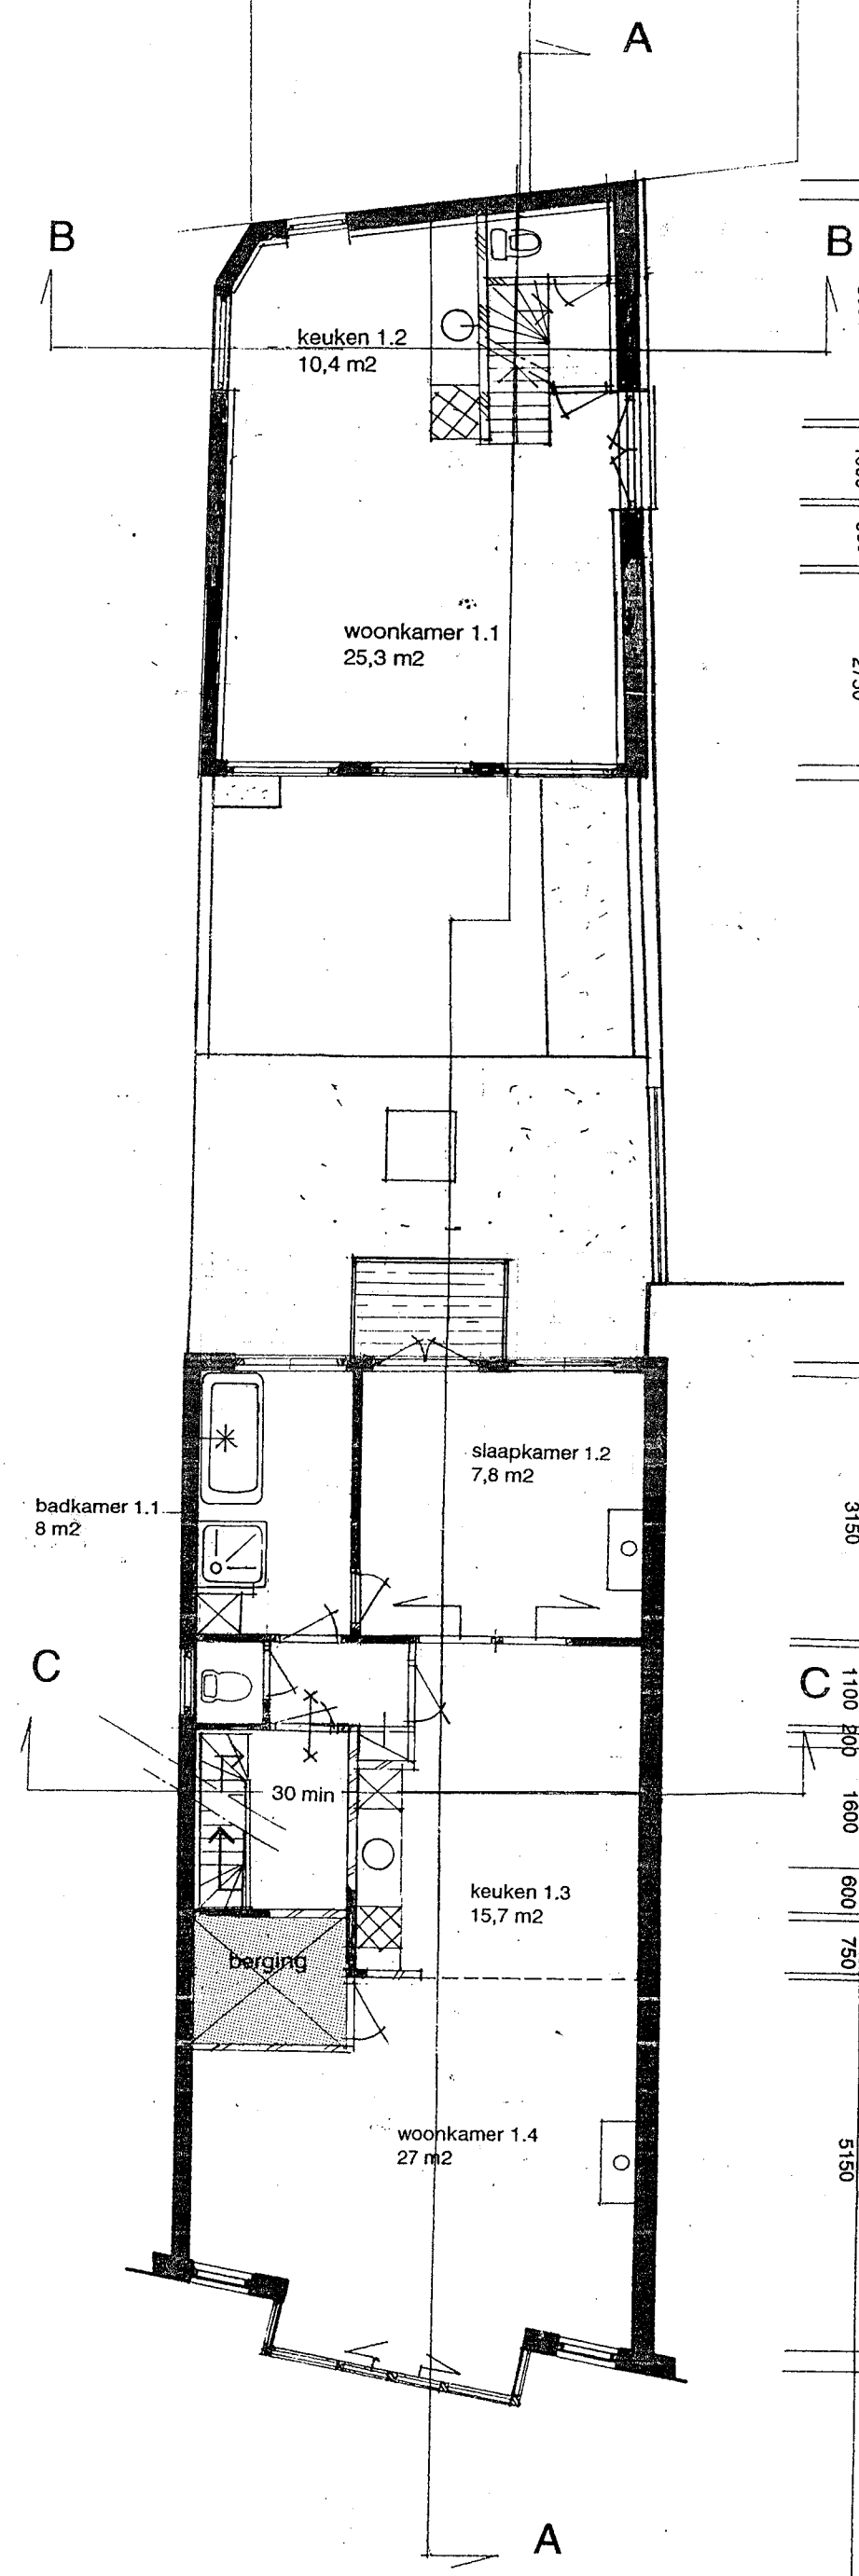 A
B
B
keuken 1.2
10,4 m2
woonkamer 1.1
25,3 m2
slaapkamer 1.2
7,8 m2
badkamer 1.1
8 m2
3150
C
C
1100
200
30 min
1600
keuken 1.3
15,7 m2
600
750
berging
woonkamer 1.4
27 m2
5150
A